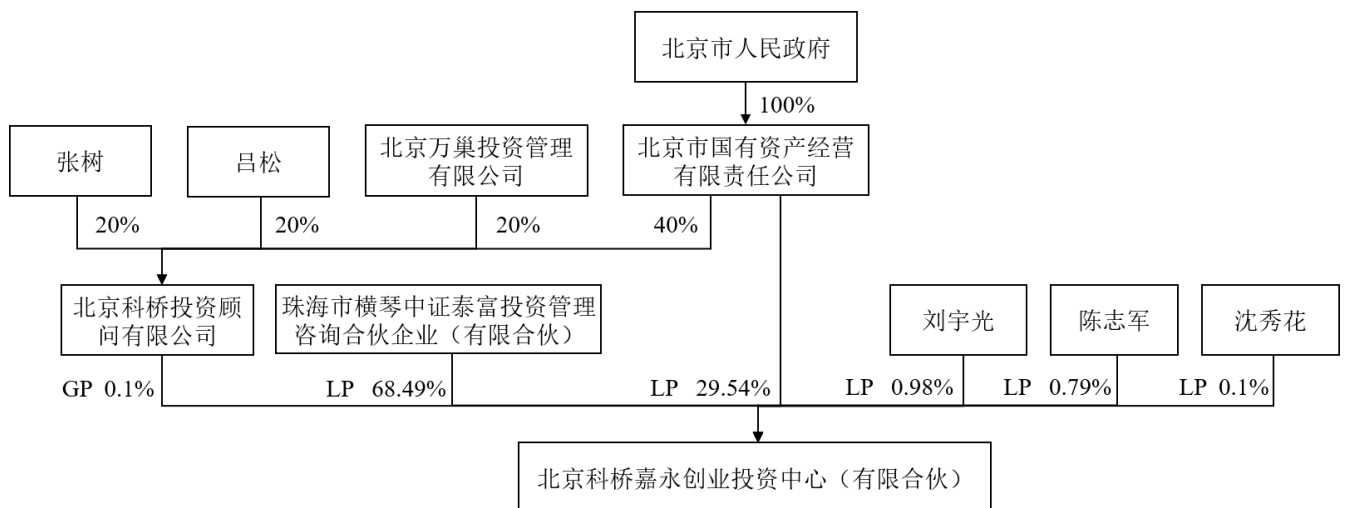 北京市人民政府
100%
张树
吕松
北京万巢投资管理
有限公司
北京市国有资产经营
有限责任公司
20%
20%
20%
40%
北京科桥投资顾
问有限公司
珠海市横琴中证泰富投资管理
咨询合伙企业（有限合伙）
刘宇光
陈志军
沈秀花
GP 0.1%
LP 68.49%
LP 29.54%
LP 0.98%
LP 0.79%
LP 0.1%
北京科桥嘉永创业投资中心（有限合伙）